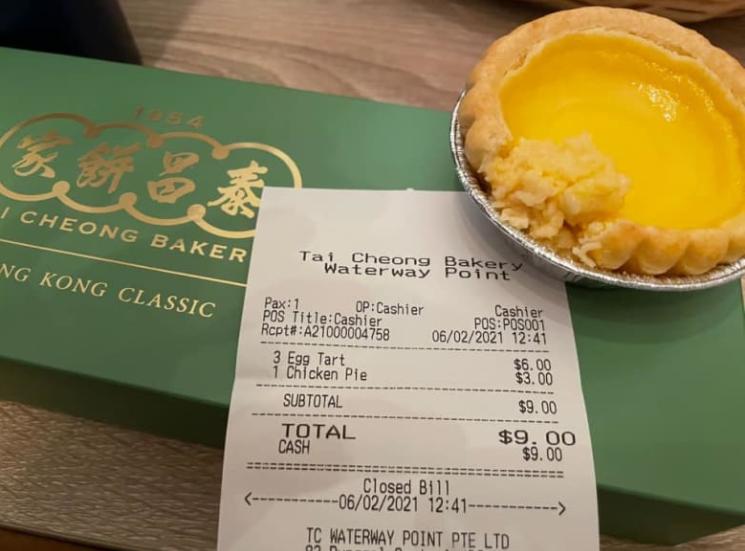 1954
家餅昌泰
I CHEONG BAKER
NG KONG CLASSIC
Tai Cheong Bakery
Waterway Point
Pax:1 OP:Cashier Cashier
POS Title:Cashier POS:POS001
Rcpt#:A21000004758 06/02/2021 12:41
3 Egg Tart $6.00
1 Chicken Pie $3.00
SUBTOTAL $9.00
TOTAL $9.00
CASH $9.00
Closed Bill
<----------06/02/2021 12:41---------->
TC WATERWAY POINT PTE LTD